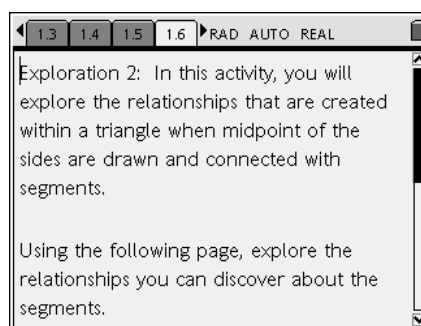 1.3 1.4 1.5 1.6 RAD AUTO REAL
Exploration 2: In this activity, you will
explore the relationships that are created
within a triangle when midpoint of the
sides are drawn and connected with
segments.
Using the following page, explore the
relationships you can discover about the
segments.